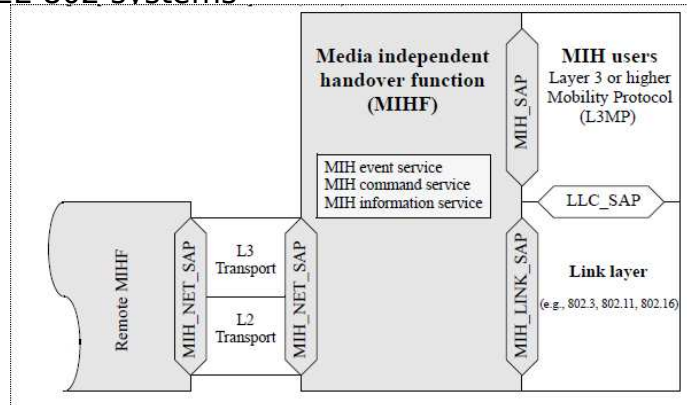 Media independent
handover function
(MIHF)
MIH event service
MIH command service
MIH information service
MIH_SAP
MIH users
Layer 3 or higher
Mobility Protocol
(L3MP)
LLC_SAP
Remote MIHF
MIH_NET_SAP
L3
Transport
L2
Transport
MIH_NET_SAP
MIH_LINK_SAP
Link layer
(e.g., 802.3, 802.11, 802.16)